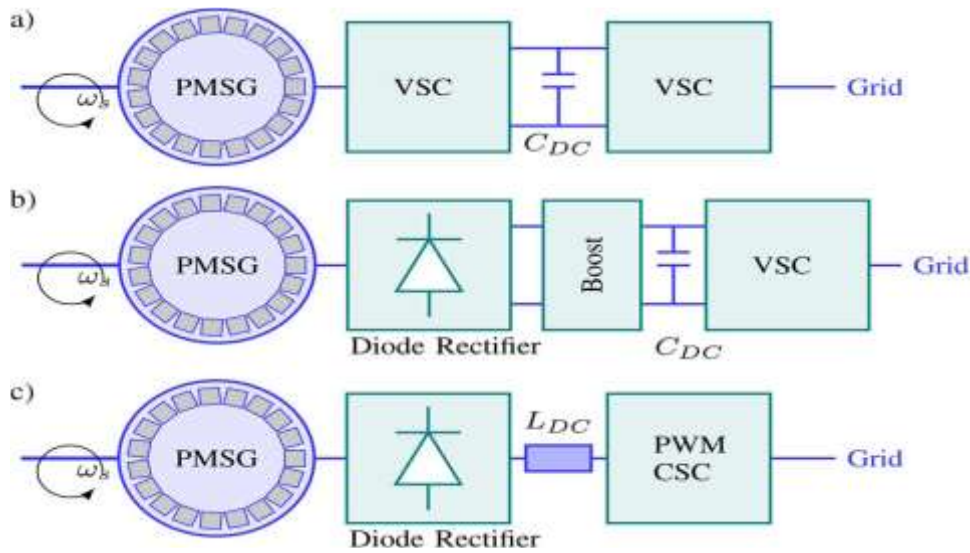 a)
PMSG
ωs
VSC
CDC
VSC
Grid
b)
PMSG
ωs
Diode Rectifier
Boost
CDC
VSC
Grid
c)
PMSG
ωs
Diode Rectifier
LDC
PWM
CSC
Grid